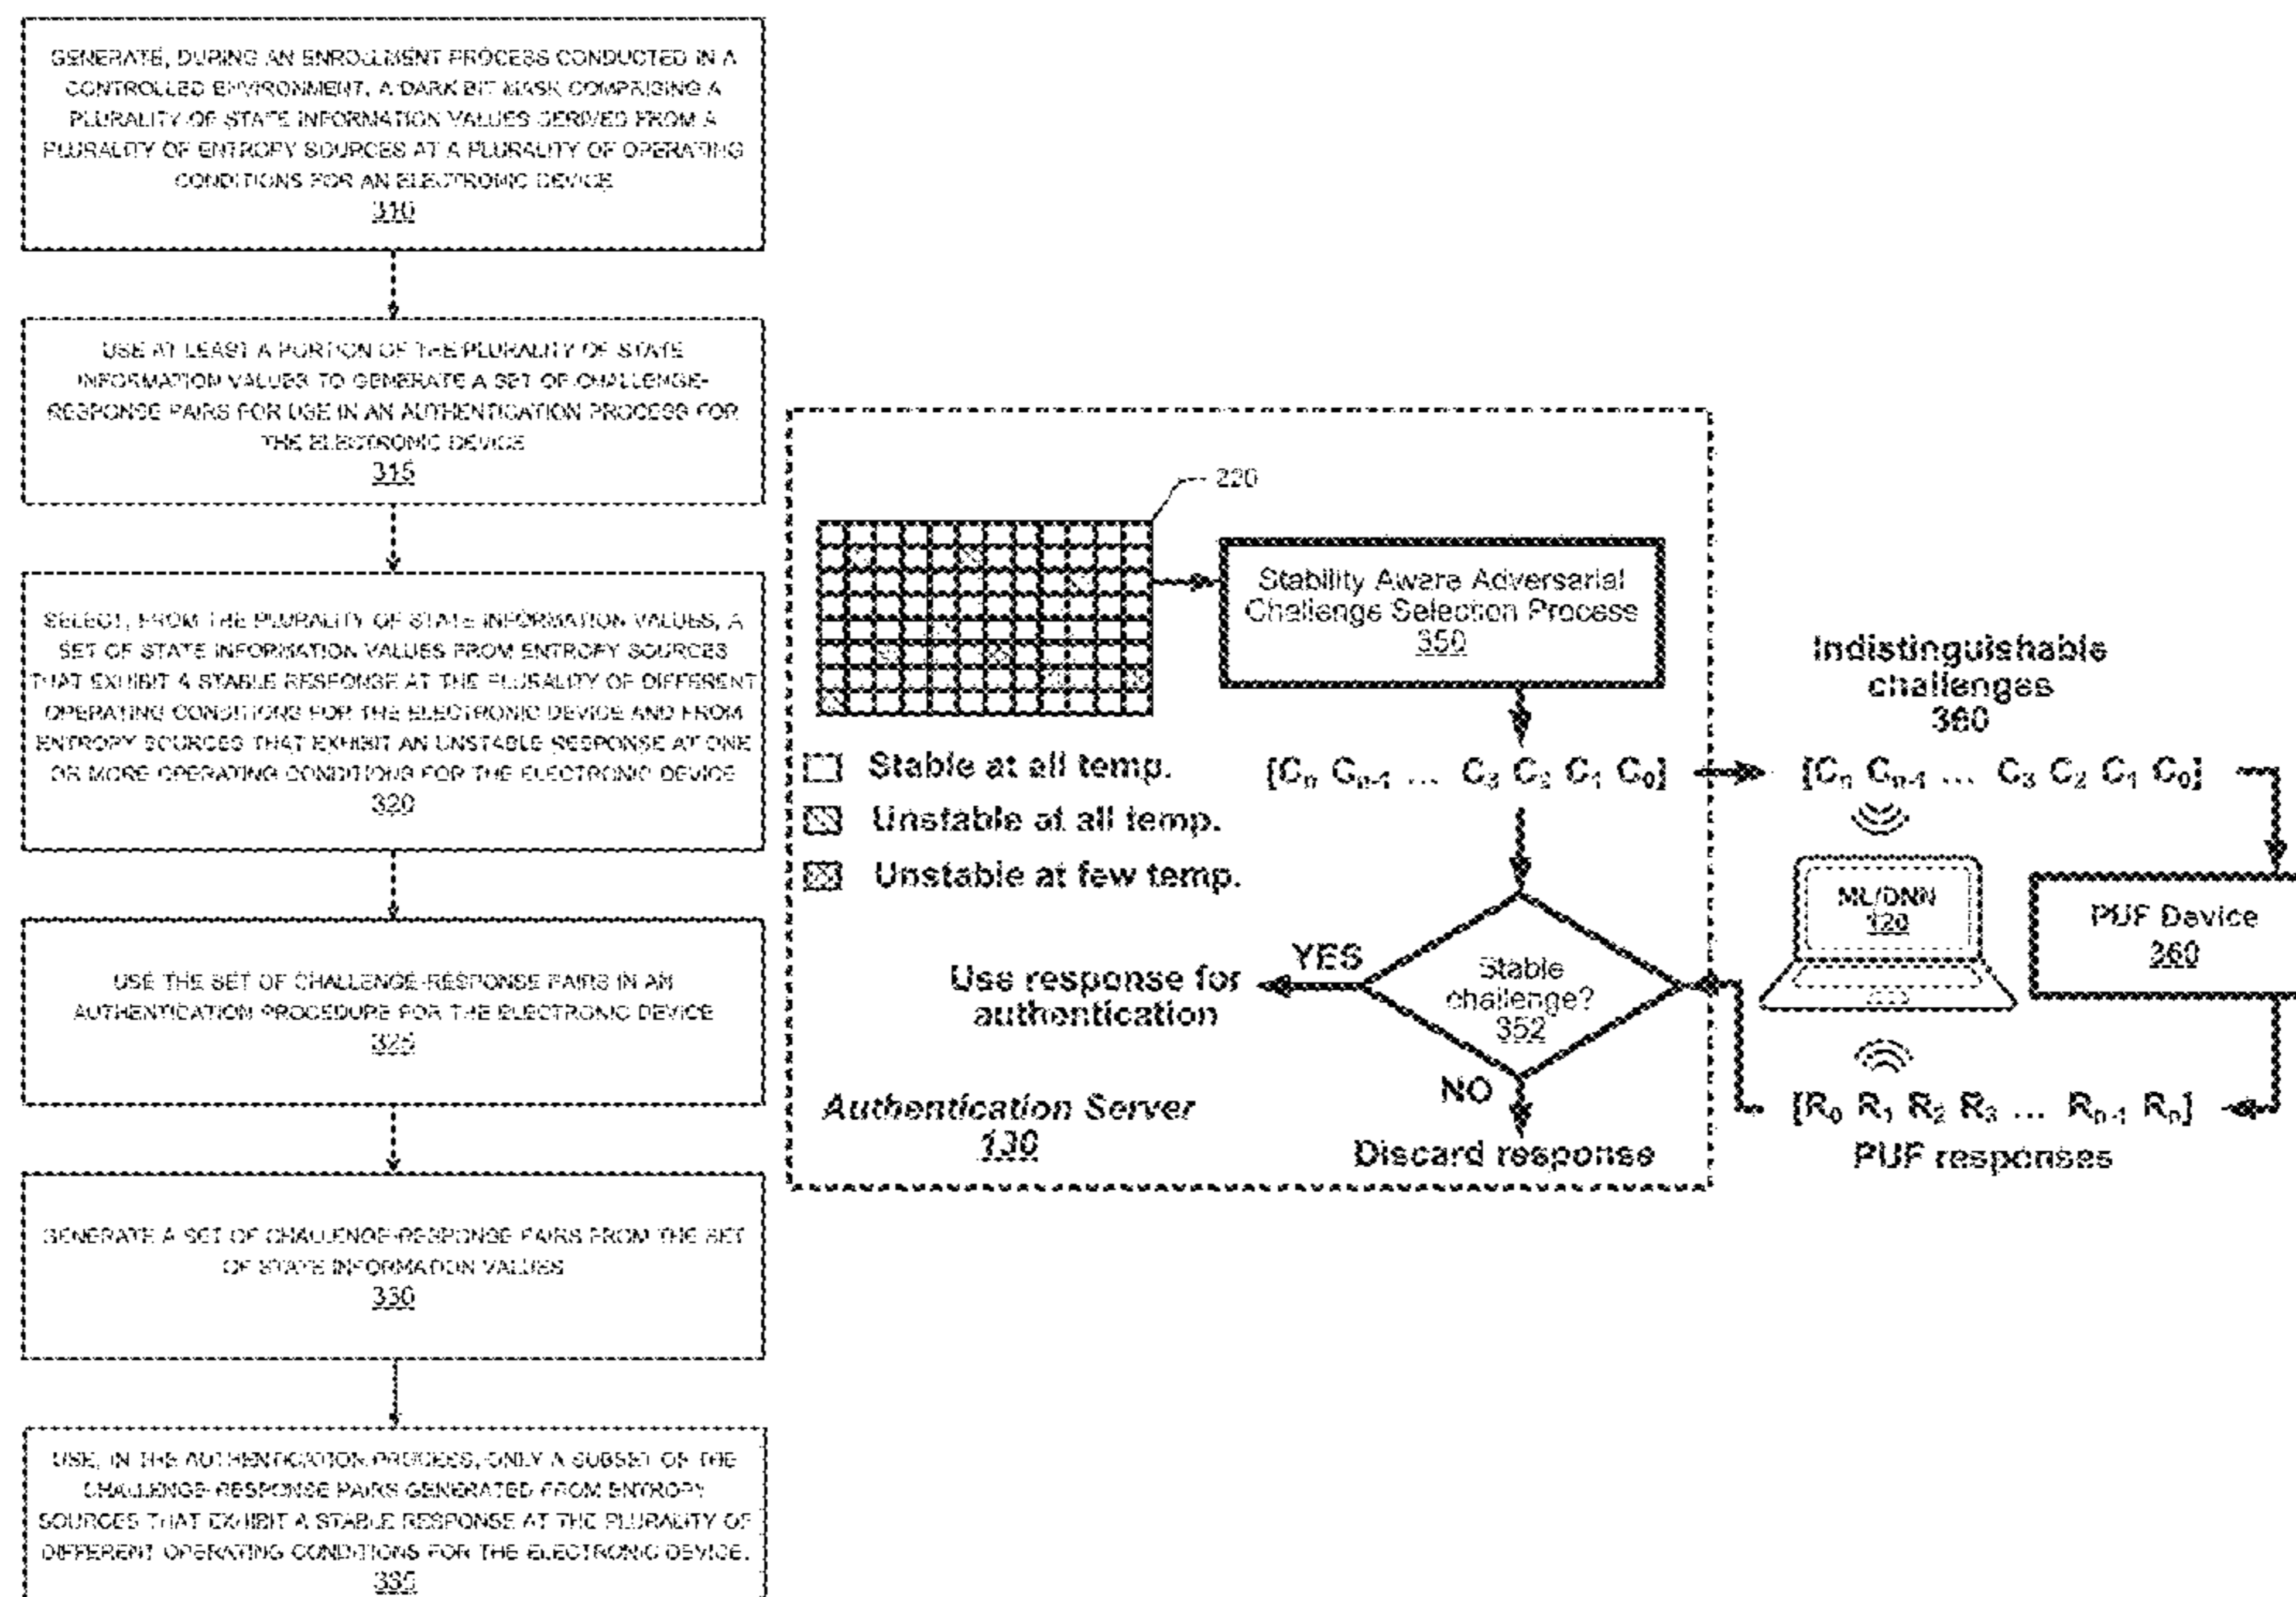 GENERATE, DURING AN ENROLLMENT PROCESS CONDUCTED IN A
CONTROLLED ENVIRONMENT, A DARK BIT MASK COMPRISING A
PLURALITY OF STATE INFORMATION VALUES DERIVED FROM A
PLURALITY OF ENTROPY SOURCES AT A PLURALITY OF OPERATING
CONDITIONS FOR AN ELECTRONIC DEVICE
310
USE AT LEAST A PORTION OF THE PLURALITY OF STATE
INFORMATION VALUES TO GENERATE A SET OF CHALLENGE-
RESPONSE PAIRS FOR USE IN AN AUTHENTICATION PROCESS FOR
THE ELECTRONIC DEVICE
315
SELECT, FROM THE PLURALITY OF STATE INFORMATION VALUES, A
SET OF STATE INFORMATION VALUES FROM ENTROPY SOURCES
THAT EXHIBIT A STABLE RESPONSE AT THE PLURALITY OF DIFFERENT
OPERATING CONDITIONS FOR THE ELECTRONIC DEVICE AND FROM
ENTROPY SOURCES THAT EXHIBIT AN UNSTABLE RESPONSE AT ONE
OR MORE OPERATING CONDITIONS FOR THE ELECTRONIC DEVICE
320
USE THE SET OF CHALLENGE-RESPONSE PAIRS IN AN
AUTHENTICATION PROCEDURE FOR THE ELECTRONIC DEVICE
325
GENERATE A SET OF CHALLENGE-RESPONSE PAIRS FROM THE SET
OF STATE INFORMATION VALUES
330
USE, IN THE AUTHENTICATION PROCESS, ONLY A SUBSET OF THE
CHALLENGE-RESPONSE PAIRS GENERATED FROM ENTROPY
SOURCES THAT EXHIBIT A STABLE RESPONSE AT THE PLURALITY OF
DIFFERENT OPERATING CONDITIONS FOR THE ELECTRONIC DEVICE.
335
220
Stability Aware Adversarial
Challenge Selection Process
350
Stable at all temp.
Unstable at all temp.
Unstable at few temp.
[Cn Cn-1 ... C3 C2 C1 C0]
Stable
challenge?
352
YES
Use response for
authentication
NO
Discard response
Authentication Server
130
Indistinguishable
challenges
360
[Cn Cn-1 ... C3 C2 C1 C0]
ML/DNN
120
PUF Device
360
[R0 R1 R2 R3 ... Rn-1 Rn]
PUF responses